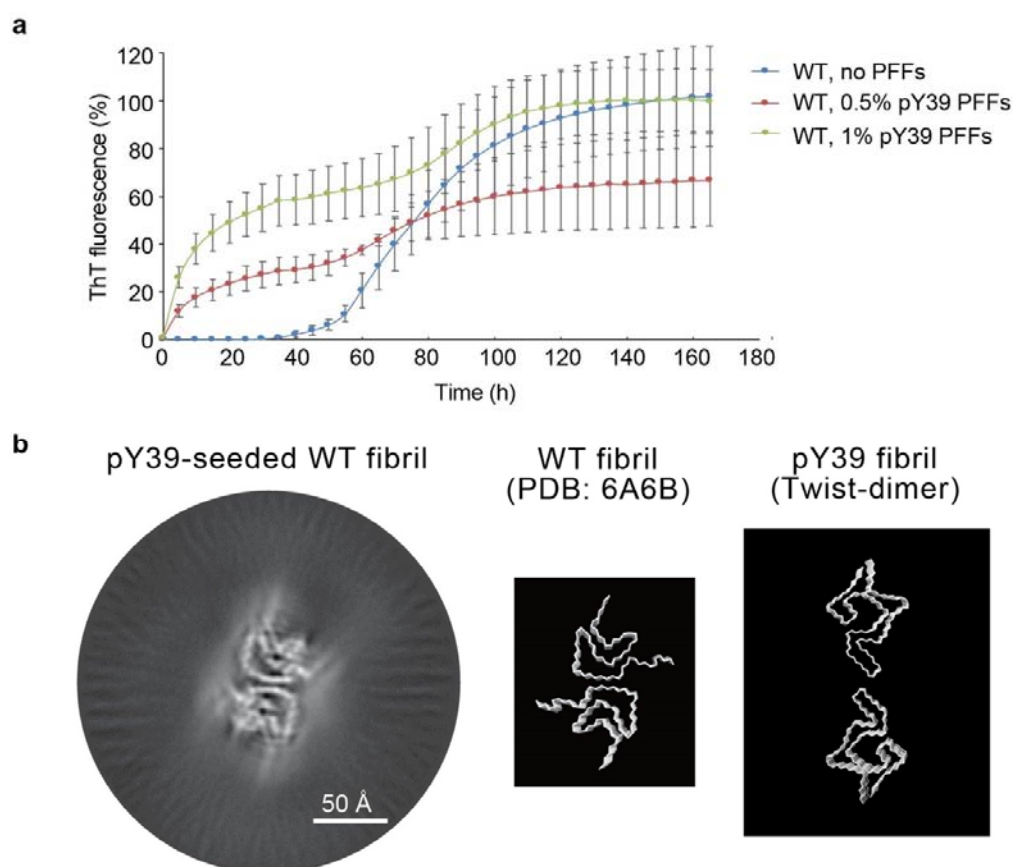 a
120
100
80
60
40
20
0
ThT fluorescence (%)
0 20 40 60 80 100 120 140 160 180
Time (h)
WT, no PFFs
WT, 0.5% pY39 PFFs
WT, 1% pY39 PFFs
b
pY39-seeded WT fibril
50 Å
WT fibril
(PDB: 6A6B)
pY39 fibril
(Twist-dimer)